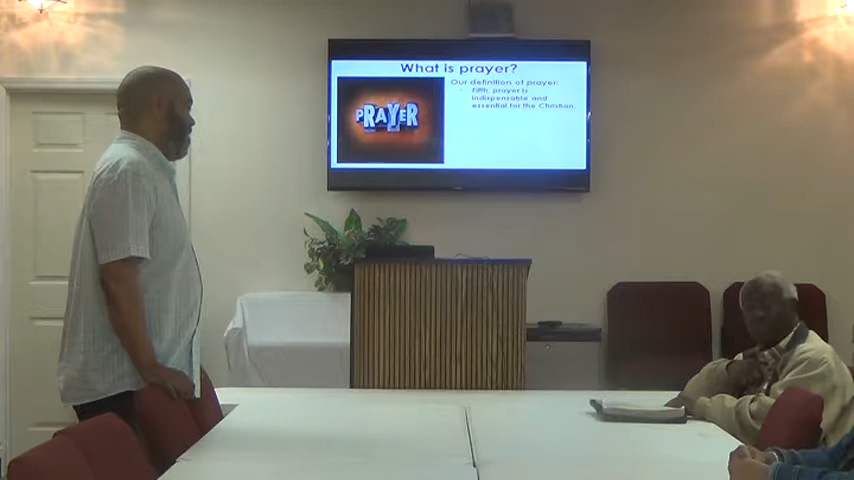 What is prayer?
PRAYER
Our definition of prayer:
Fifth, prayer is
indispensable and
essential for the Christian.